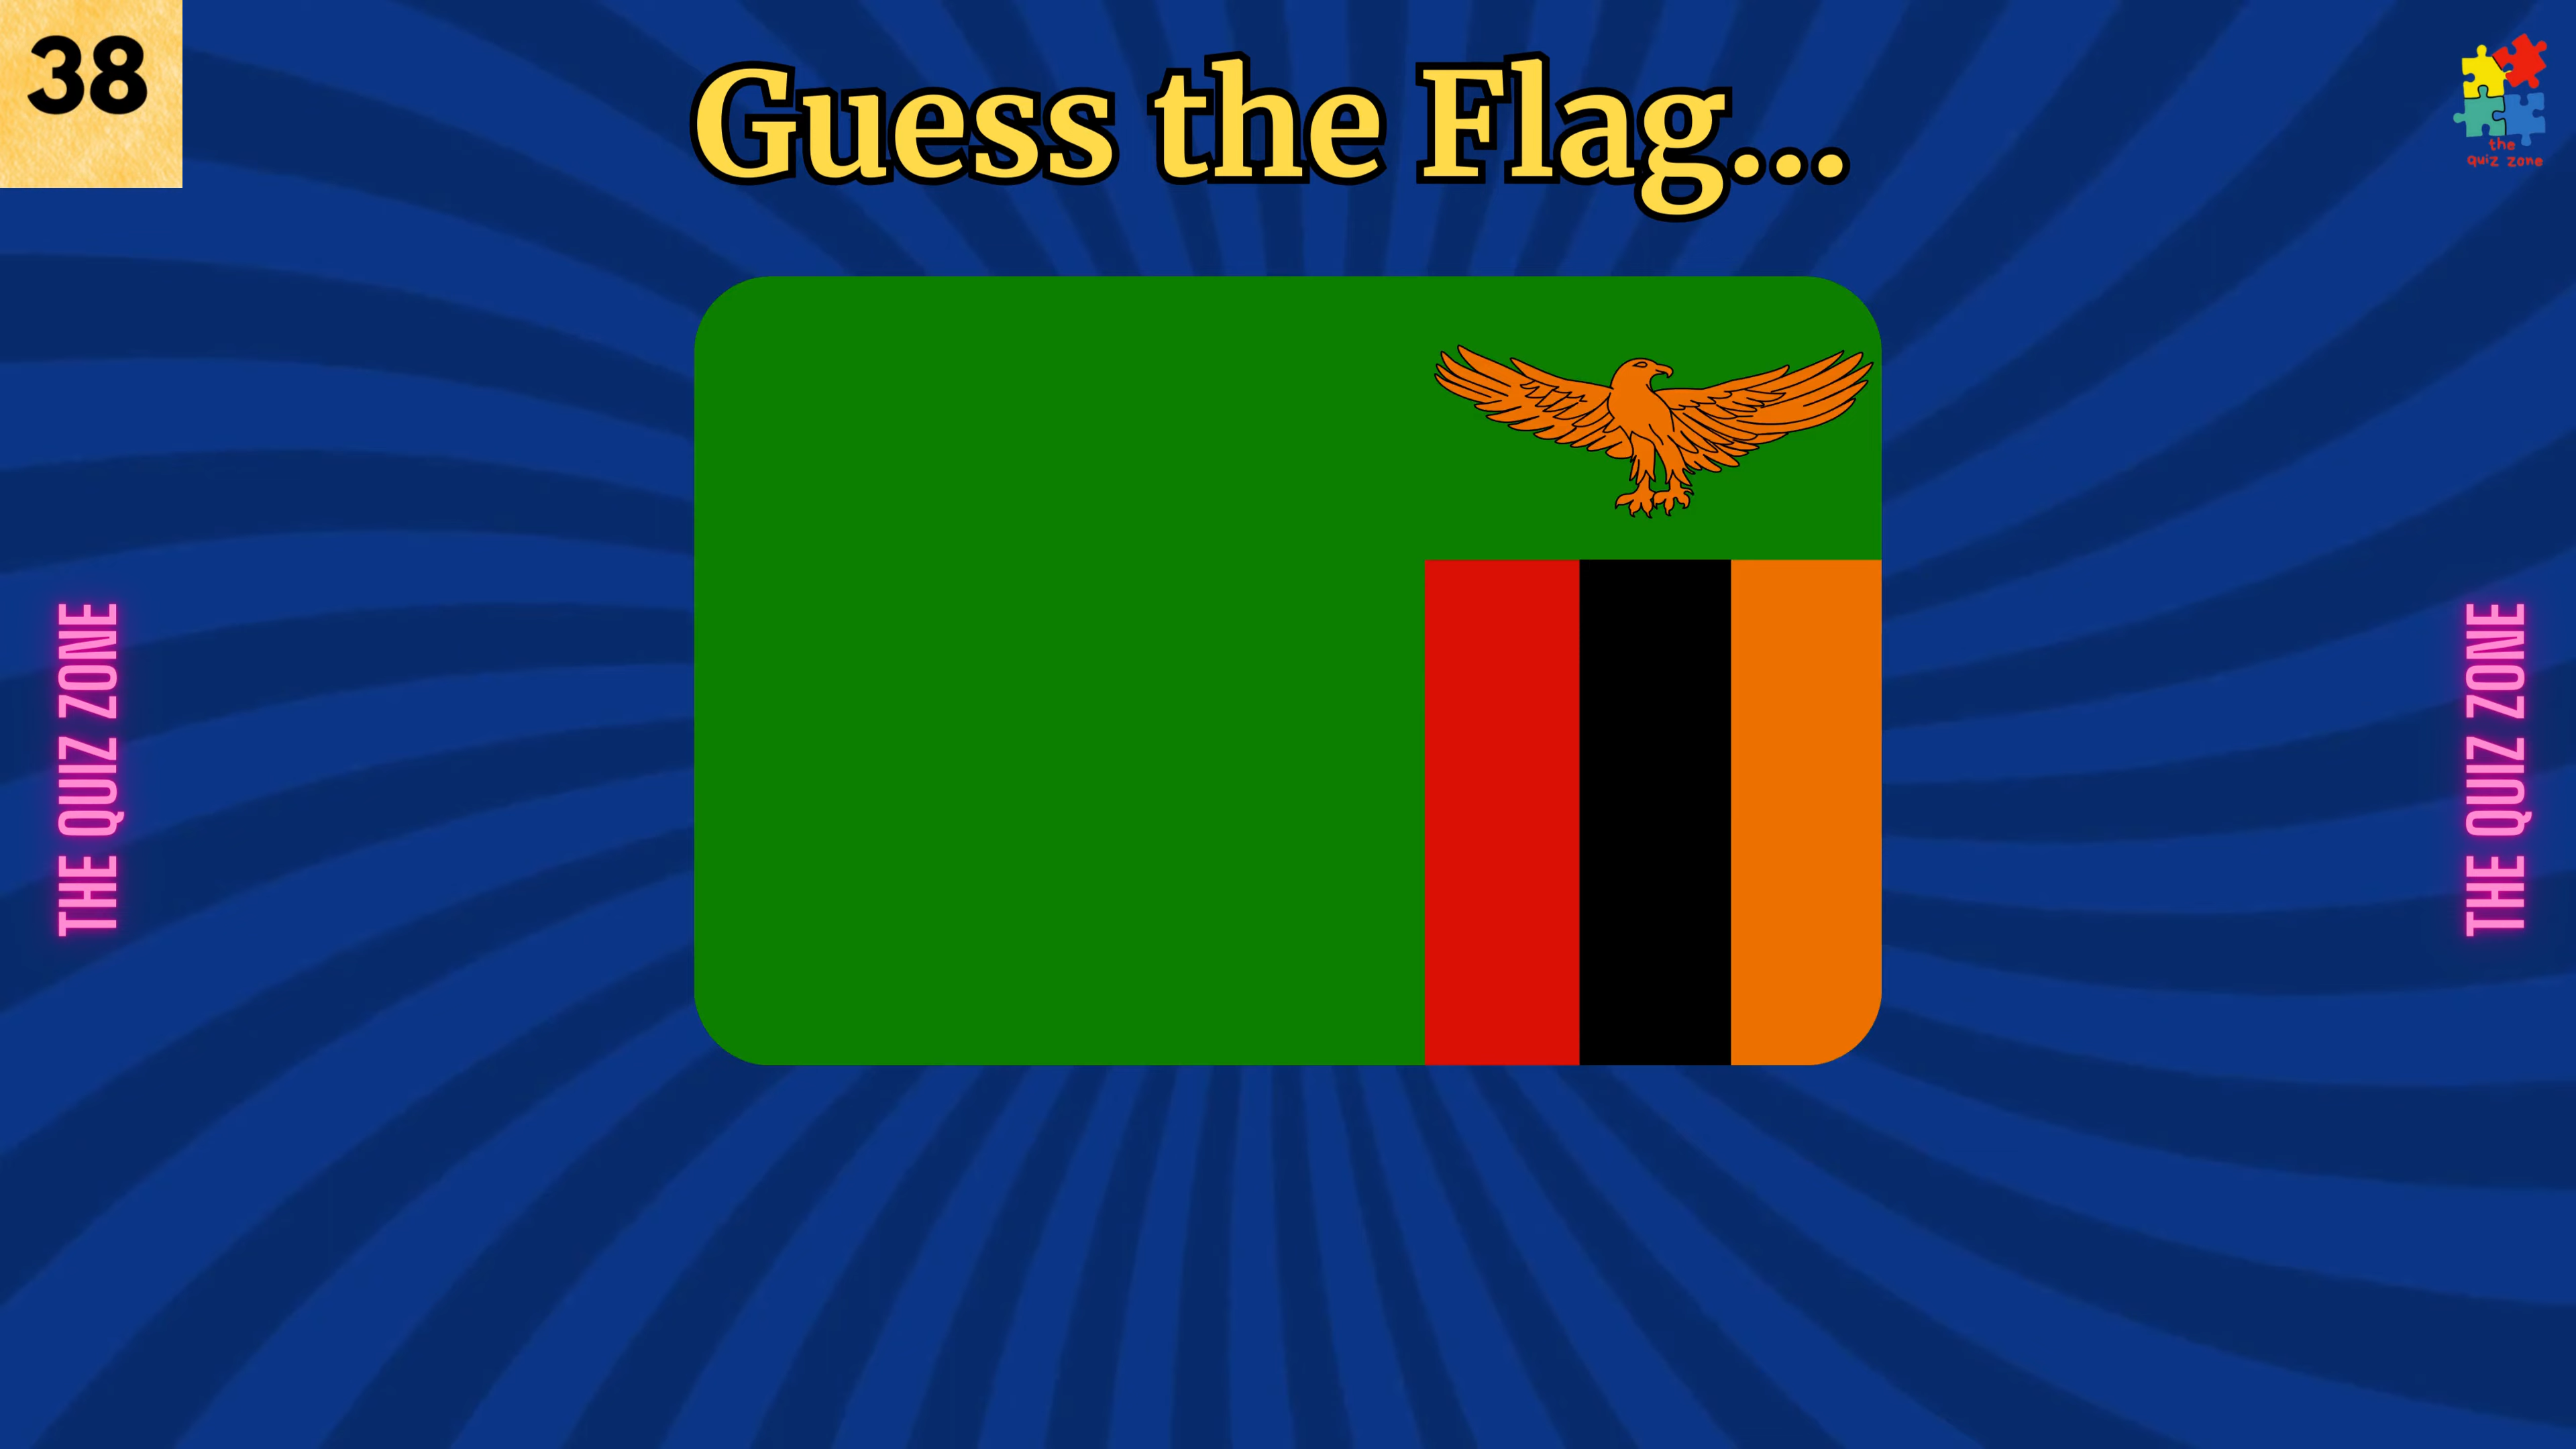 38
Guess the Flag...
the
quiz zone
THE QUIZ ZONE
THE QUIZ ZONE